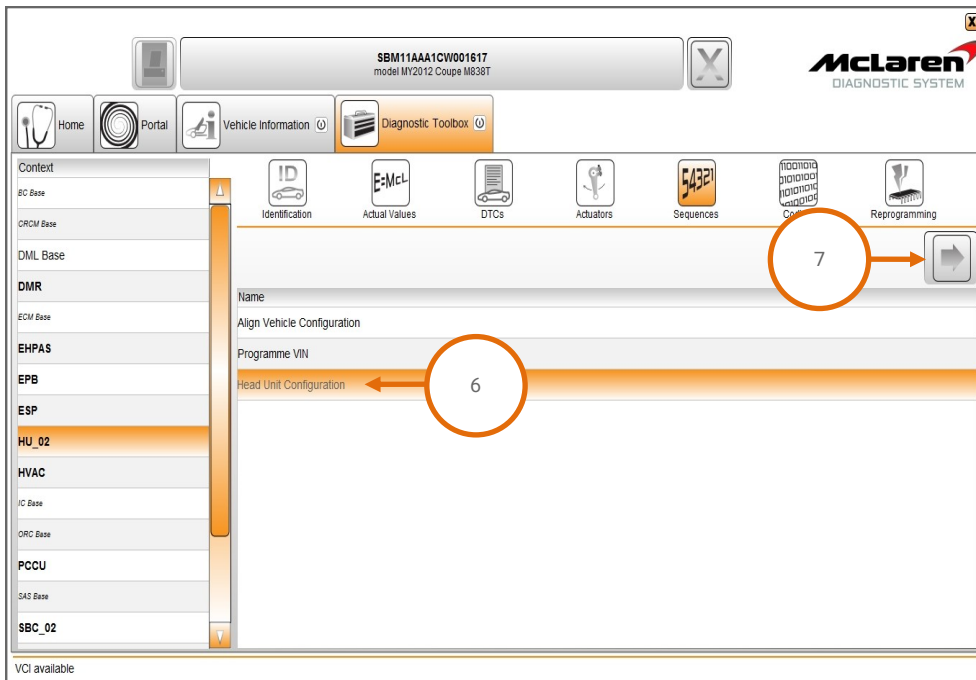 X
SBM11AAA1CW001617
model MY2012 Coupe M838T
McLaren
DIAGNOSTIC SYSTEM
Home
Portal
Vehicle Information
Diagnostic Toolbox
Context
BC Base
CRCM Base
DML Base
DMR
ECM Base
EHPAS
EPB
ESP
HU_02
HVAC
IC Base
ORC Base
PCCU
SAS Base
SBC_02
ID
E=McL
54321
Identification
Actual Values
DTCs
Actuators
Sequences
Reprogramming
7
Name
Align Vehicle Configuration
Programme VIN
Head Unit Configuration
6
VCI available